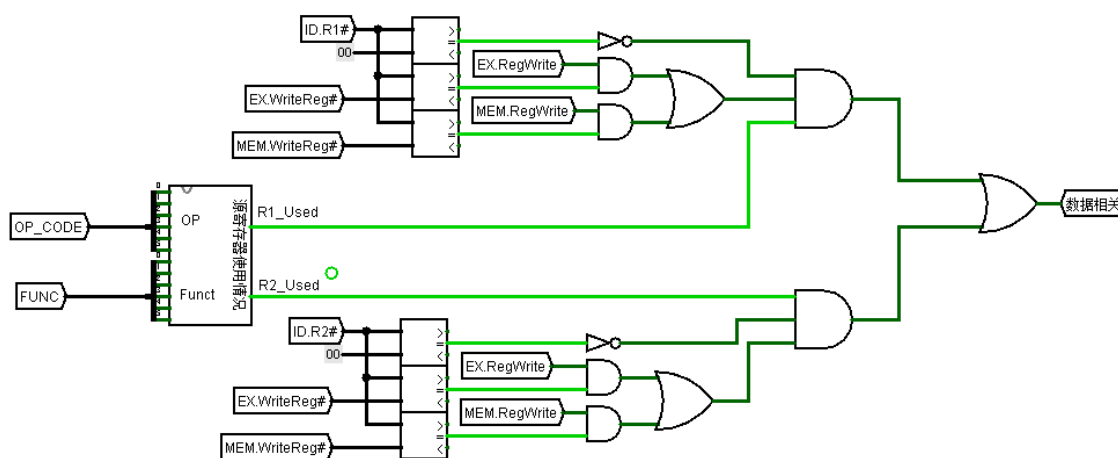 ID.R1#
00
>
=
<
EX.RegWrite
>
=
<
EX.WriteReg#
MEM.RegWrite
>
=
<
MEM.WriteReg#
OP_CODE
OP
Funct
源寄存器使用情况
R1_Used
数据相关
FUNC
R2_Used
ID.R2#
00
>
=
<
EX.RegWrite
>
=
<
EX.WriteReg#
MEM.RegWrite
>
=
<
MEM.WriteReg#